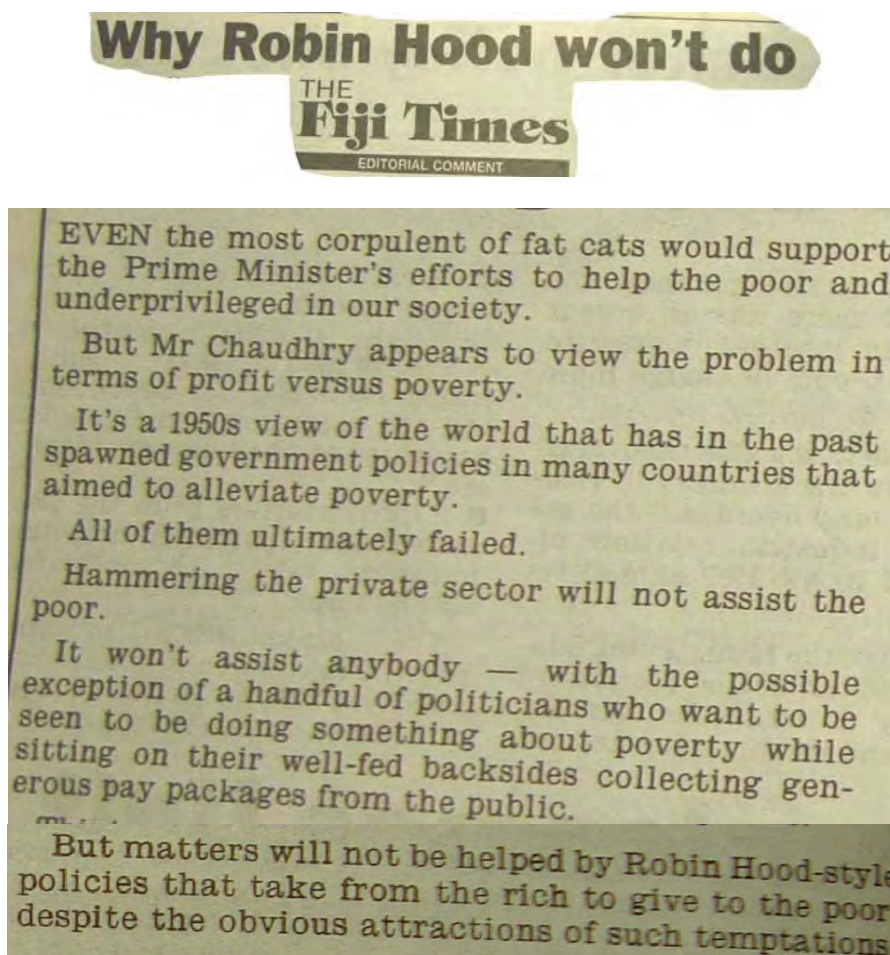 Why Robin Hood won't do
THE
Fiji Times
EDITORIAL COMMENT
EVEN the most corpulent of fat cats would support
the Prime Minister's efforts to help the poor and
underprivileged in our society.
But Mr Chaudhry appears to view the problem in
terms of profit versus poverty.
It's a 1950s view of the world that has in the past
spawned government policies in many countries that
aimed to alleviate poverty.
All of them ultimately failed.
Hammering the private sector will not assist the
poor.
It won't assist anybody — with the possible
exception of a handful of politicians who want to be
seen to be doing something about poverty while
sitting on their well-fed backsides collecting gen-
erous pay packages from the public.
But matters will not be helped by Robin Hood-style
policies that take from the rich to give to the poor
despite the obvious attractions of such temptations